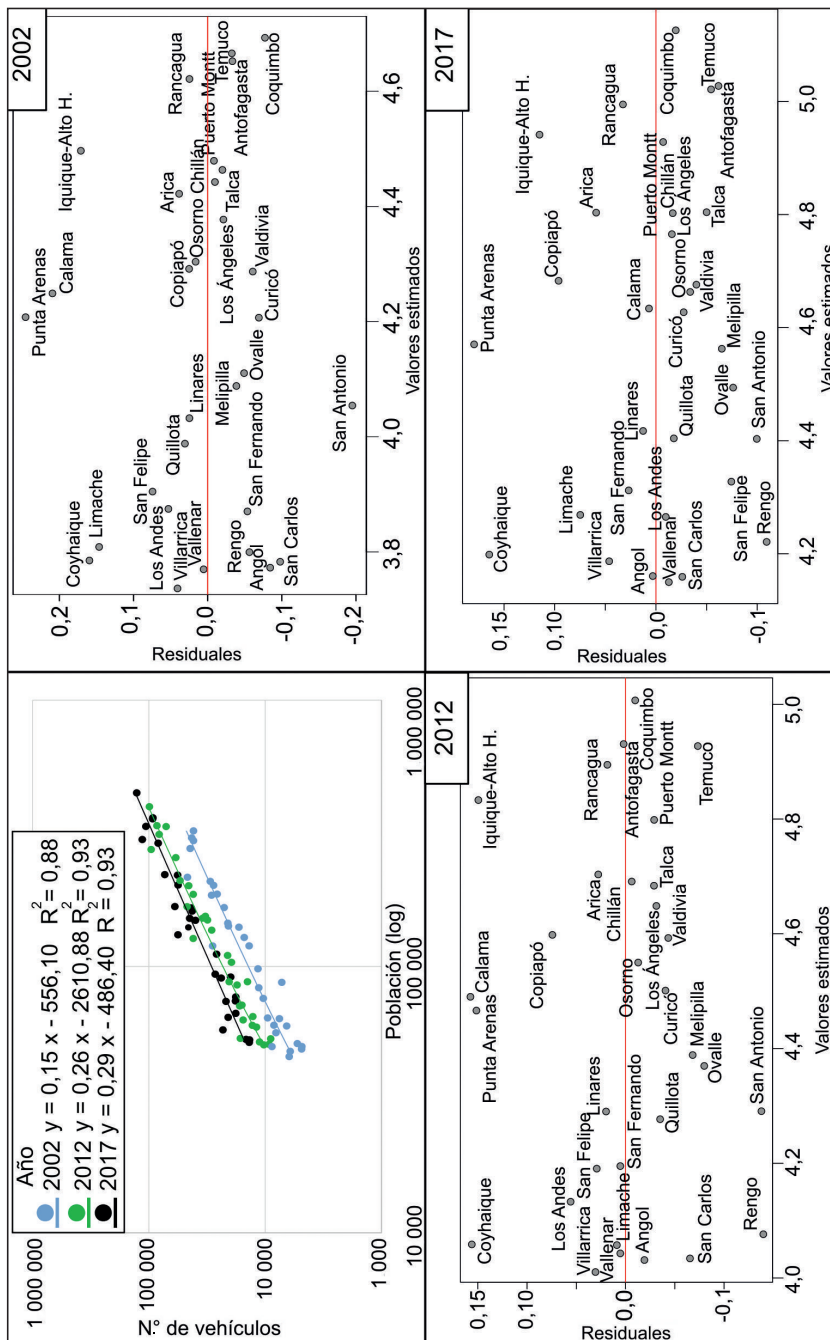 1 000 000
100 000
10 000
1.000
N.° de vehículos
10 000
100 000
1 000 000
Población (log)
Año
2002 y = 0,15 x - 556,10 R² = 0,88
2012 y = 0,26 x - 2610,88 R² = 0,93
2017 y = 0,29 x - 486,40 R² = 0,93
2002
0,2
0,1
0,0
-0,1
-0,2
Residuales
3,8
4,0
4,2
4,4
4,6
Valores estimados
Coyhaique
Limache
Punta Arenas
Calama
Iquique-Alto H.
San Felipe
Los Andes
Villarrica
Vallenar
Quillota
Linares
Copiapó
Osorno
Arica
Chillán
Rancagua
Puerto Montt
Temuco
Antofagasta
Coquimbo
Talca
Los Ángeles
Valdivia
Curicó
Ovalle
Melipilla
San Fernando
Rengo
Angol
San Carlos
San Antonio
2012
0,15
0,0
-0,1
Residuales
4,0
4,2
4,4
4,6
4,8
5,0
Valores estimados
Coyhaique
Punta Arenas
Calama
Iquique-Alto H.
Copiapó
Los Andes
Villarrica
San Felipe
Vallenar
Limache
Angol
Linares
San Fernando
Quillota
Arica
Chillán
Rancagua
Antofagasta
Coquimbo
Puerto Montt
Temuco
Talca
Osorno
Los Ángeles
Valdivia
Curicó
Melipilla
Ovalle
San Carlos
Rengo
San Antonio
2017
0,15
0,10
0,0
-0,1
Residuales
4,2
4,4
4,6
4,8
5,0
Valores estimados
Coyhaique
Punta Arenas
Iquique-Alto H.
Copiapó
Limache
Villarrica
San Fernando
Linares
Arica
Rancagua
Calama
Angol
Vallenar
Los Andes
San Carlos
Quillota
Curicó
Osorno
Valdivia
Puerto Montt
Chillán
Los Ángeles
Coquimbo
Temuco
Antofagasta
Talca
Melipilla
Ovalle
San Antonio
San Felipe
Rengo